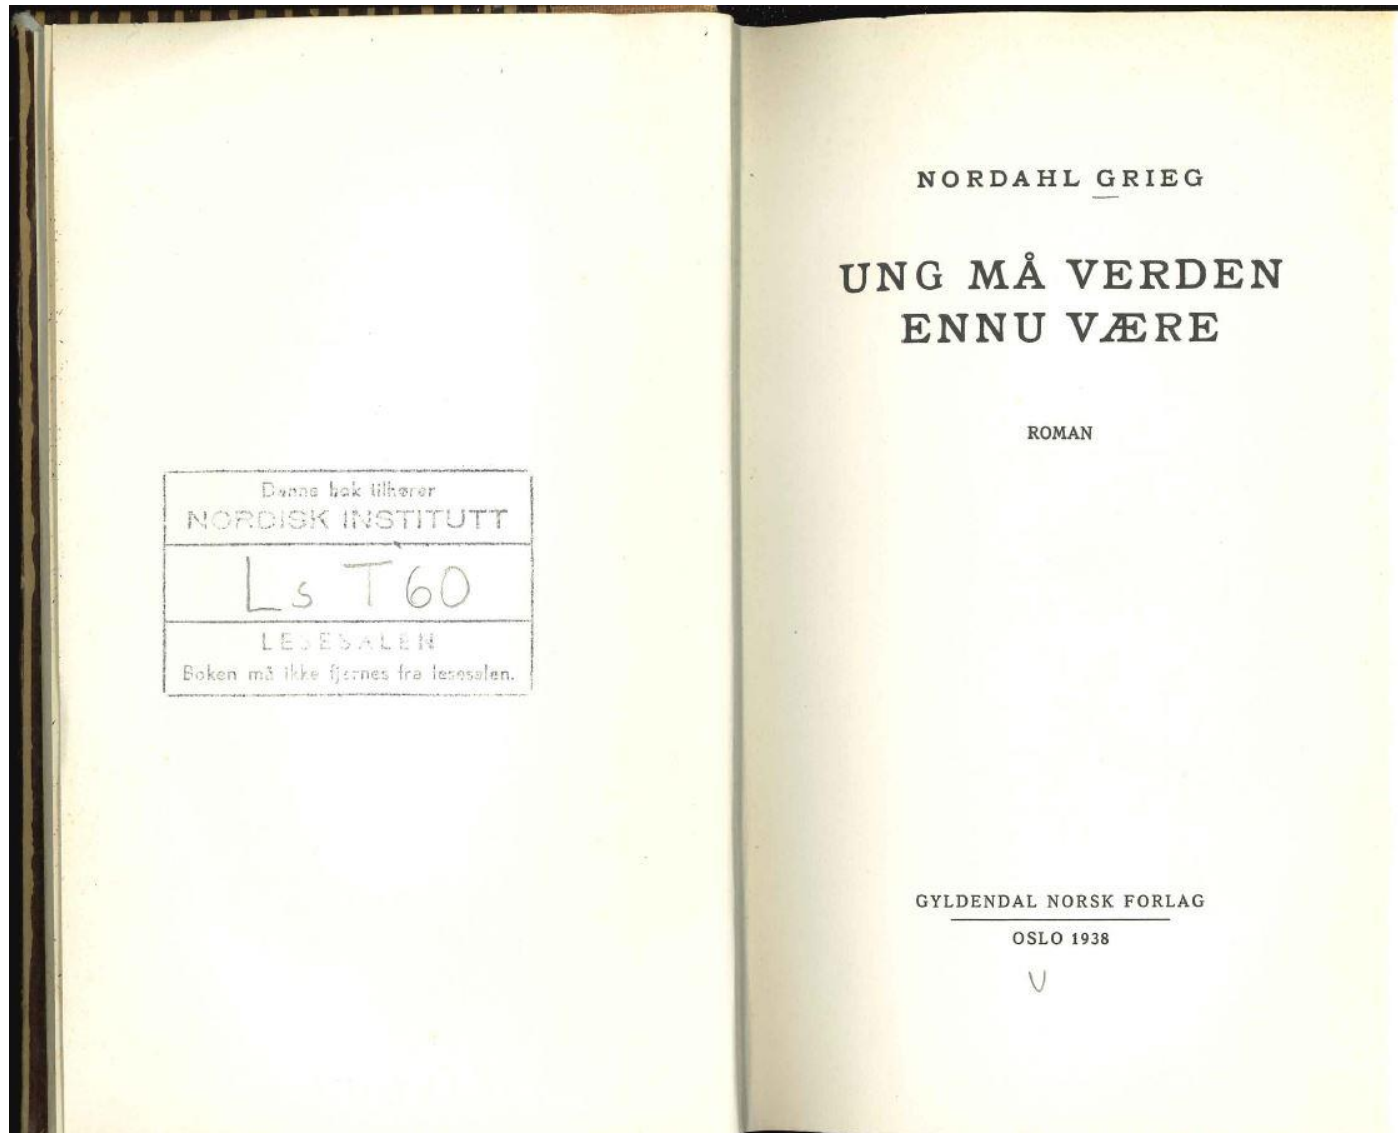 Denne bok tilhører
NORDISK INSTITUTT
Ls T60
LESESALEN
Boken må ikke fjernes fra lesesalen.
NORDAHL GRIEG
UNG MÅ VERDEN
ENNU VÆRE
ROMAN
GYLDENDAL NORSK FORLAG
OSLO 1938
V